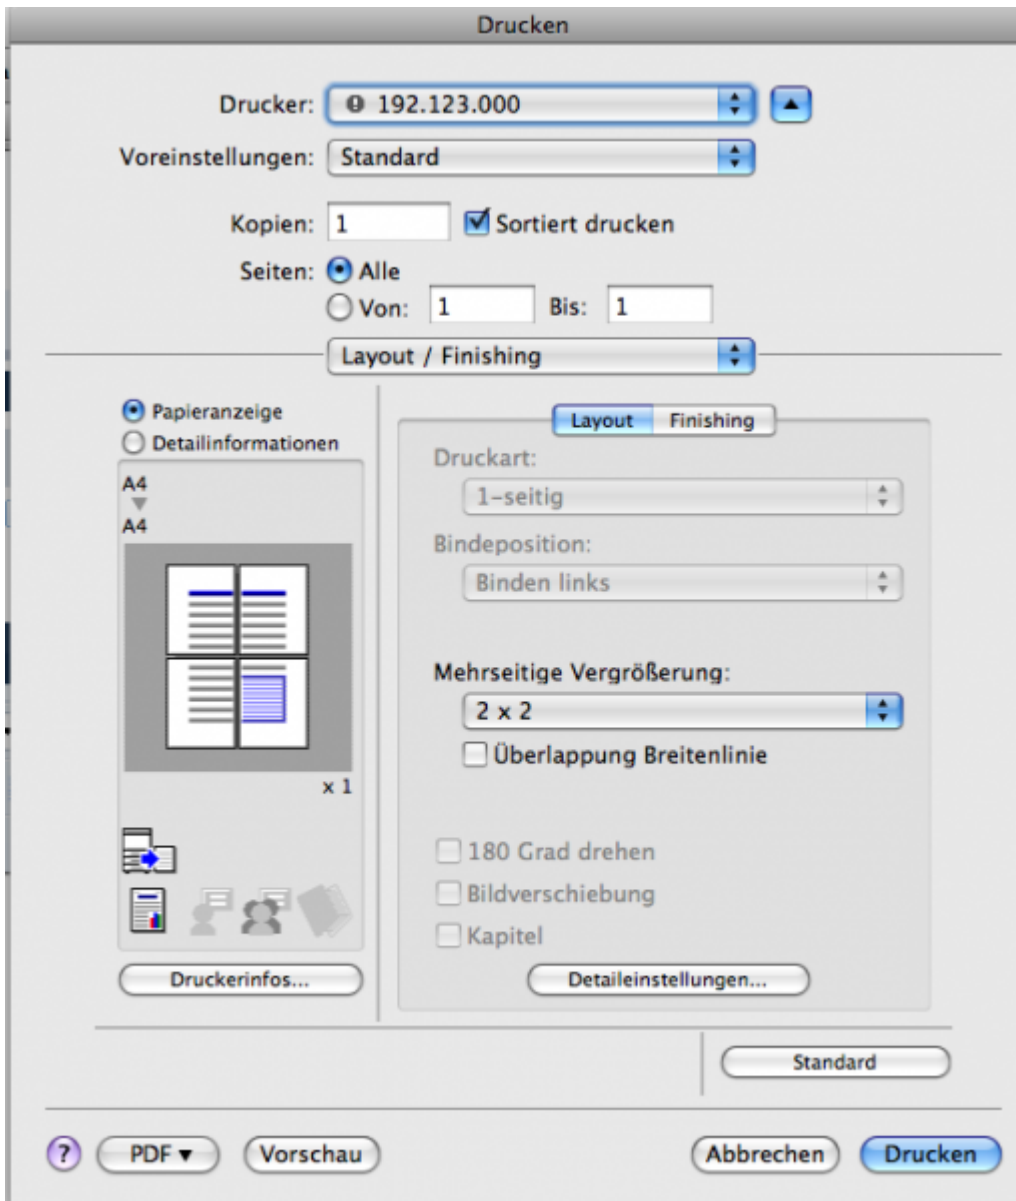 Drucken
Drucker: 192.123.000
Voreinstellungen: Standard
Kopien: 1 Sortiert drucken
Seiten: Alle
Von: 1 Bis: 1
Layout / Finishing
Papieranzeige
Detailinformationen
A4
A4
x 1
Druckerinfos...
Layout Finishing
Druckart:
1-seitig
Bindeposition:
Binden links
Mehrseitige Vergrößerung:
2 x 2
Überlappung Breitenlinie
180 Grad drehen
Bildverschiebung
Kapitel
Detaileinstellungen...
Standard
? PDF Vorschau Abbrechen Drucken